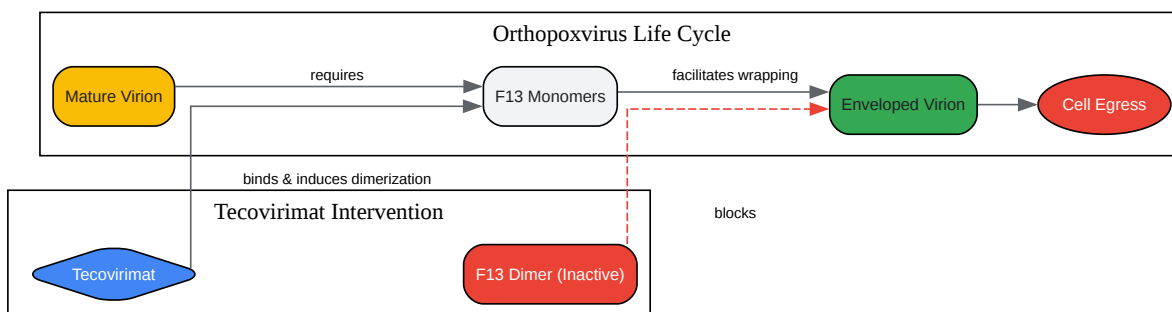 Orthopoxvirus Life Cycle
Mature Virion
requires
F13 Monomers
facilitates wrapping
Enveloped Virion
Cell Egress
binds & induces dimerization
Tecovirimat Intervention
blocks
Tecovirimat
F13 Dimer (Inactive)